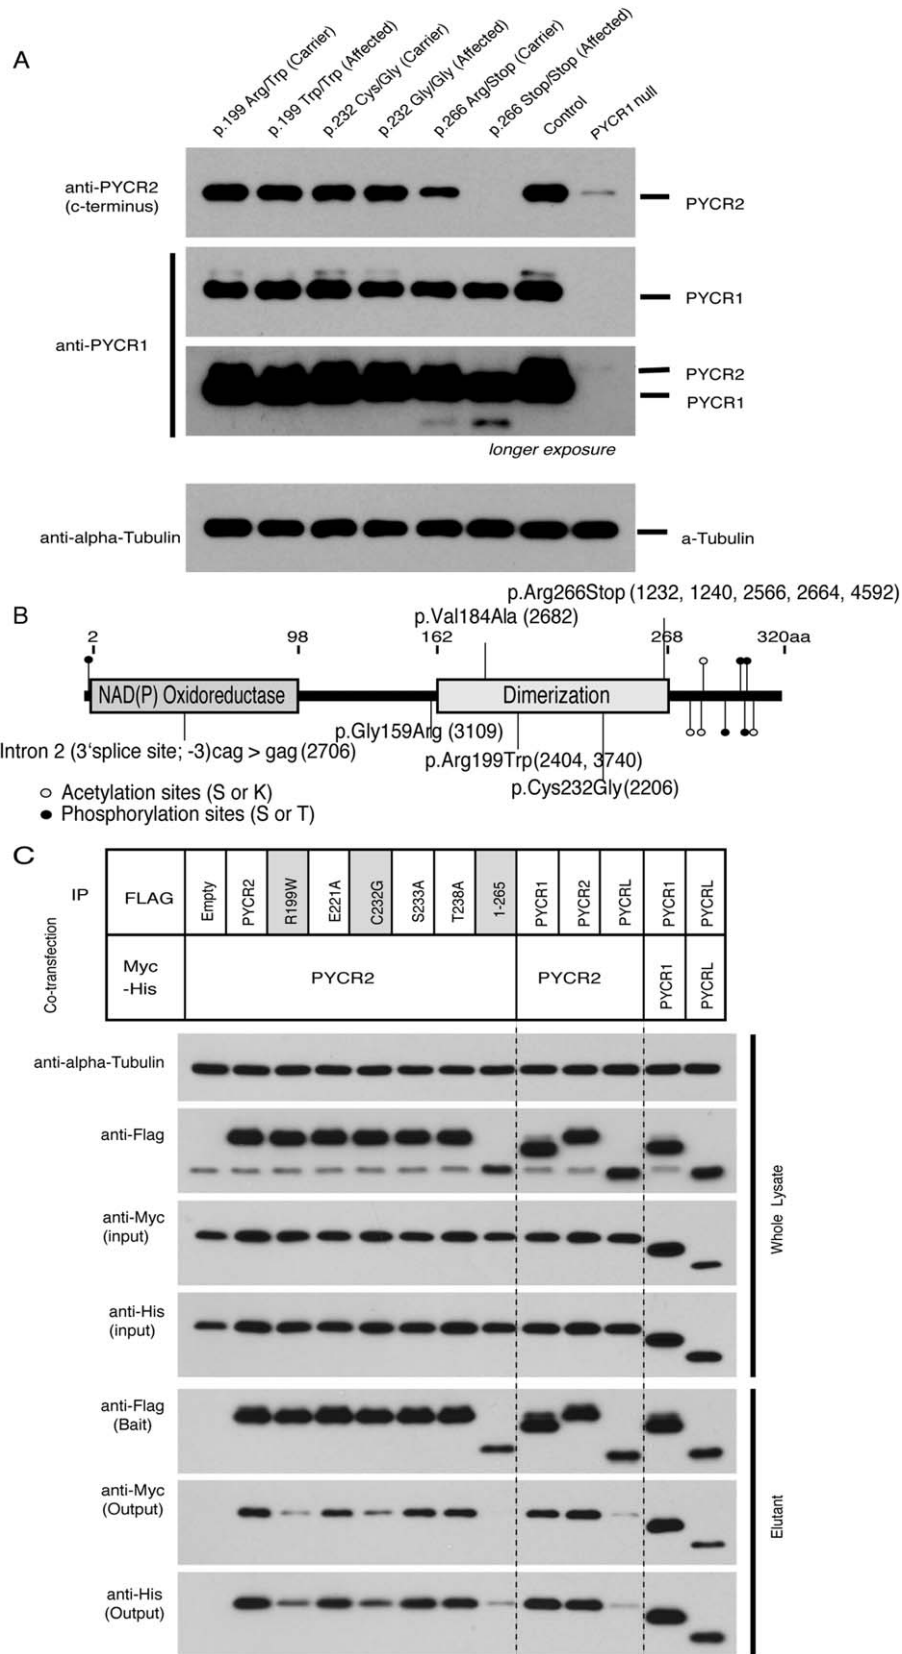 A
p.199 Arg/Trp (Carrier)
p.199 Trp/Trp (Affected)
p.232 Cys/Gly (Carrier)
p.232 Gly/Gly (Affected)
p.266 Arg/Stop (Carrier)
p.266 Stop/Stop (Affected)
Control
PYCR1 null
anti-PYCR2
(c-terminus)
PYCR2
anti-PYCR1
PYCR1
PYCR2
PYCR1
longer exposure
anti-alpha-Tubulin
a-Tubulin
B
p.Arg266Stop (1232, 1240, 2566, 2664, 4592)
p.Val184Ala (2682)
2 98 162 268 320aa
NAD(P) Oxidoreductase
Dimerization
p.Gly159Arg (3109)
Intron 2 (3'splice site; -3)cag > gag (2706)
p.Arg199Trp(2404, 3740)
p.Cys232Gly(2206)
Acetylation sites (S or K)
Phosphorylation sites (S or T)
C
Co-transfection
IP FLAG Empty PYCR2 R199W E221A C232G S233A T238A 1-265 PYCR1 PYCR2 PYCRL PYCR1 PYCRL
Myc
-His
PYCR2 PYCR2 PYCR1 PYCRL
anti-alpha-Tubulin
anti-Flag
anti-Myc
(input)
anti-His
(input)
Whole Lysate
anti-Flag
(Bait)
anti-Myc
(Output)
anti-His
(Output)
Elutant